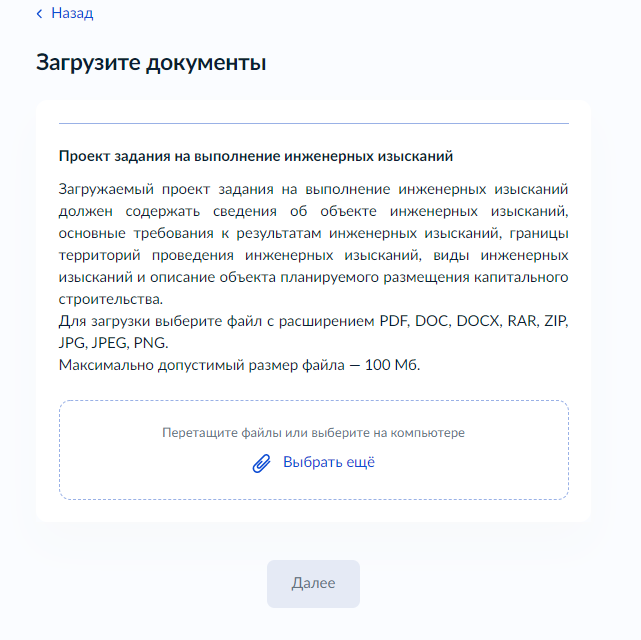 Назад
Загрузите документы
Проект задания на выполнение инженерных изысканий
Загружаемый проект задания на выполнение инженерных изысканий
должен содержать сведения об объекте инженерных изысканий,
основные требования к результатам инженерных изысканий, границы
территорий проведения инженерных изысканий, виды инженерных
изысканий и описание объекта планируемого размещения капитального
строительства.
Для загрузки выберите файл с расширением PDF, DOC, DOCX, RAR, ZIP,
JPG, JPEG, PNG.
Максимально допустимый размер файла — 100 Мб.
Перетащите файлы или выберите на компьютере
Выбрать ещё
Далее